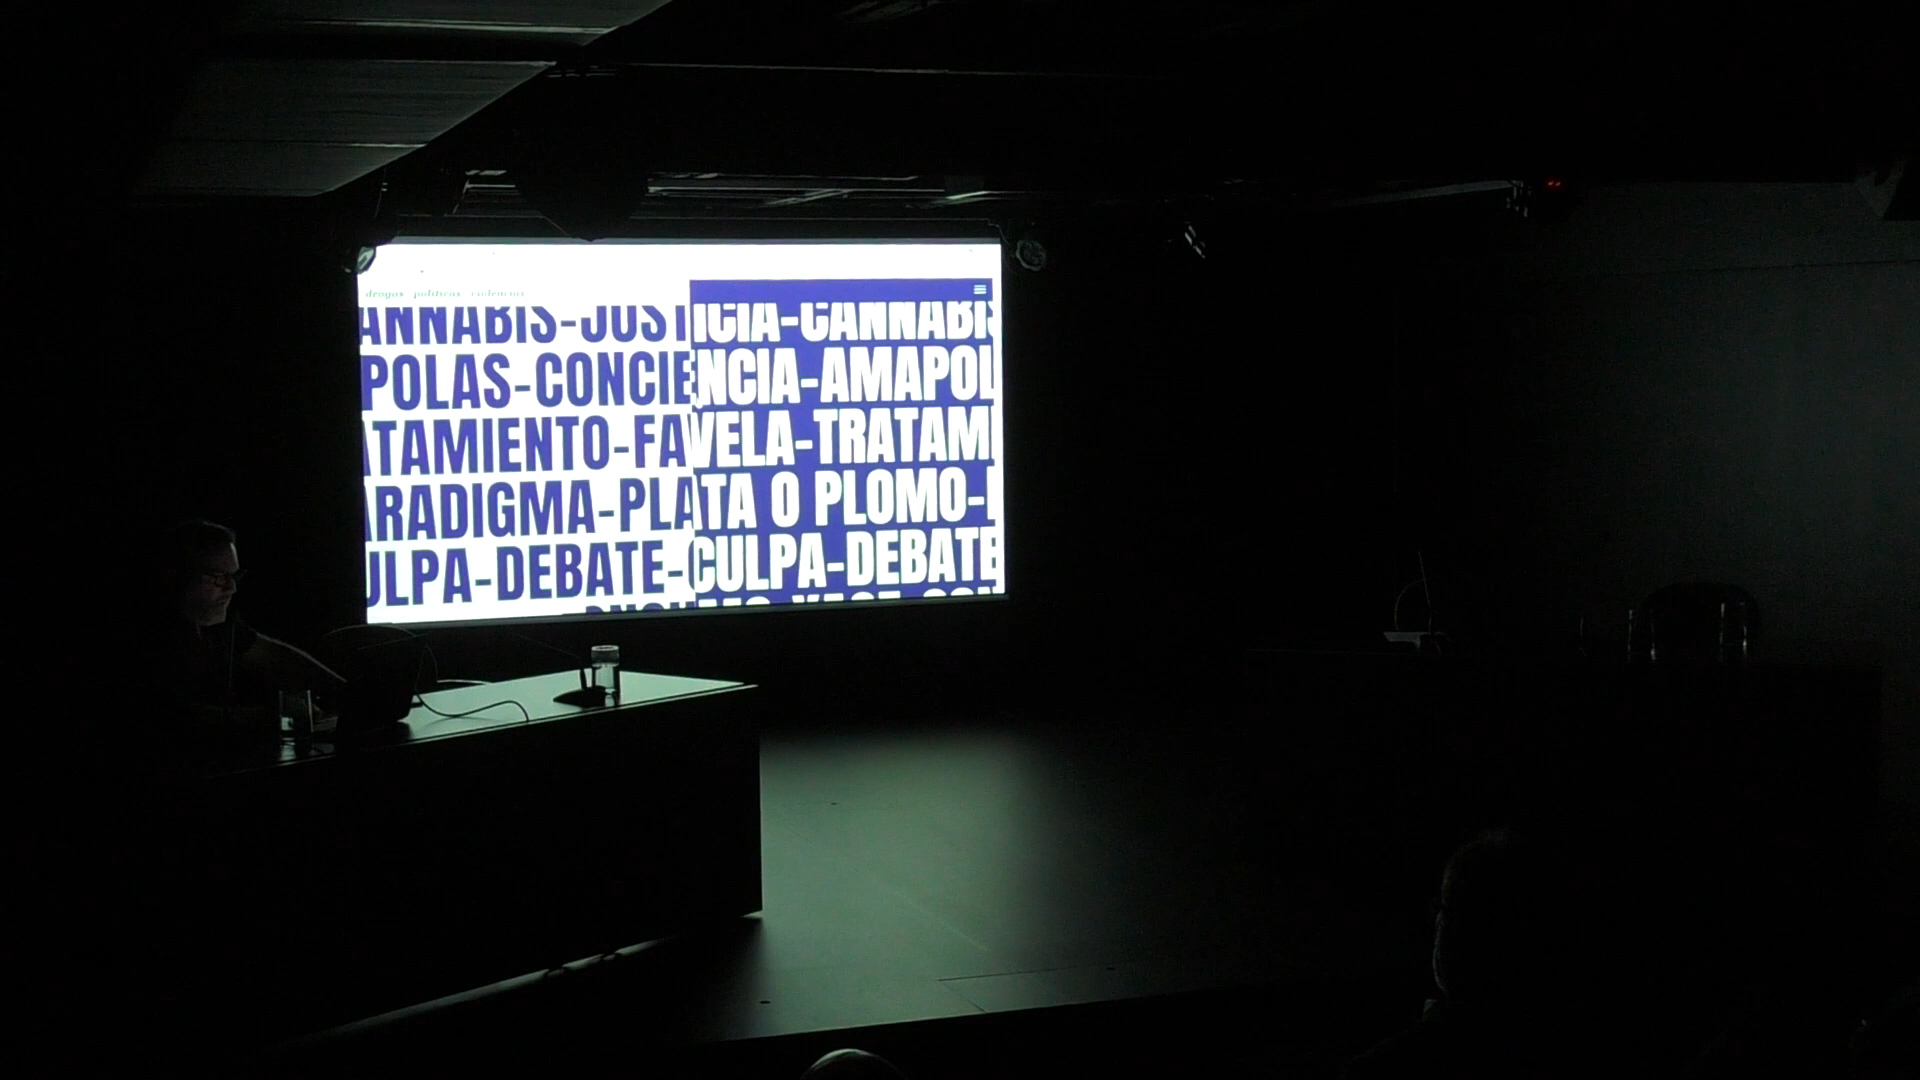 drogas políticas violencias
ANNABIS-JUSTICIA-CANNABIS
POLAS-CONCIENCIA-AMAPOL
ATAMIENTO-FAVELA-TRATAMI
ARADIGMA-PLATA O PLOMO-
ULPA-DEBATE-CULPA-DEBATE